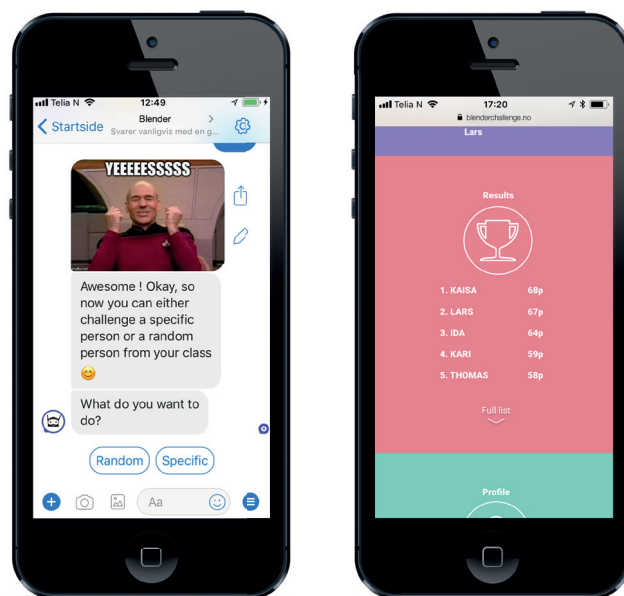 Telia N
12:49
Startside
Blender
Svarer vanligvis med en g...
YEEEEESSSSS
Awesome ! Okay, so
now you can either
challenge a specific
person or a random
person from your class
What do you want to
do?
Random
Specific
Aa
Telia N
17:20
blenderchallenge.no
Lars
Results
1. KAISA 68p
2. LARS 67p
3. IDA 64p
4. KARI 59p
5. THOMAS 58p
Full list
Profile